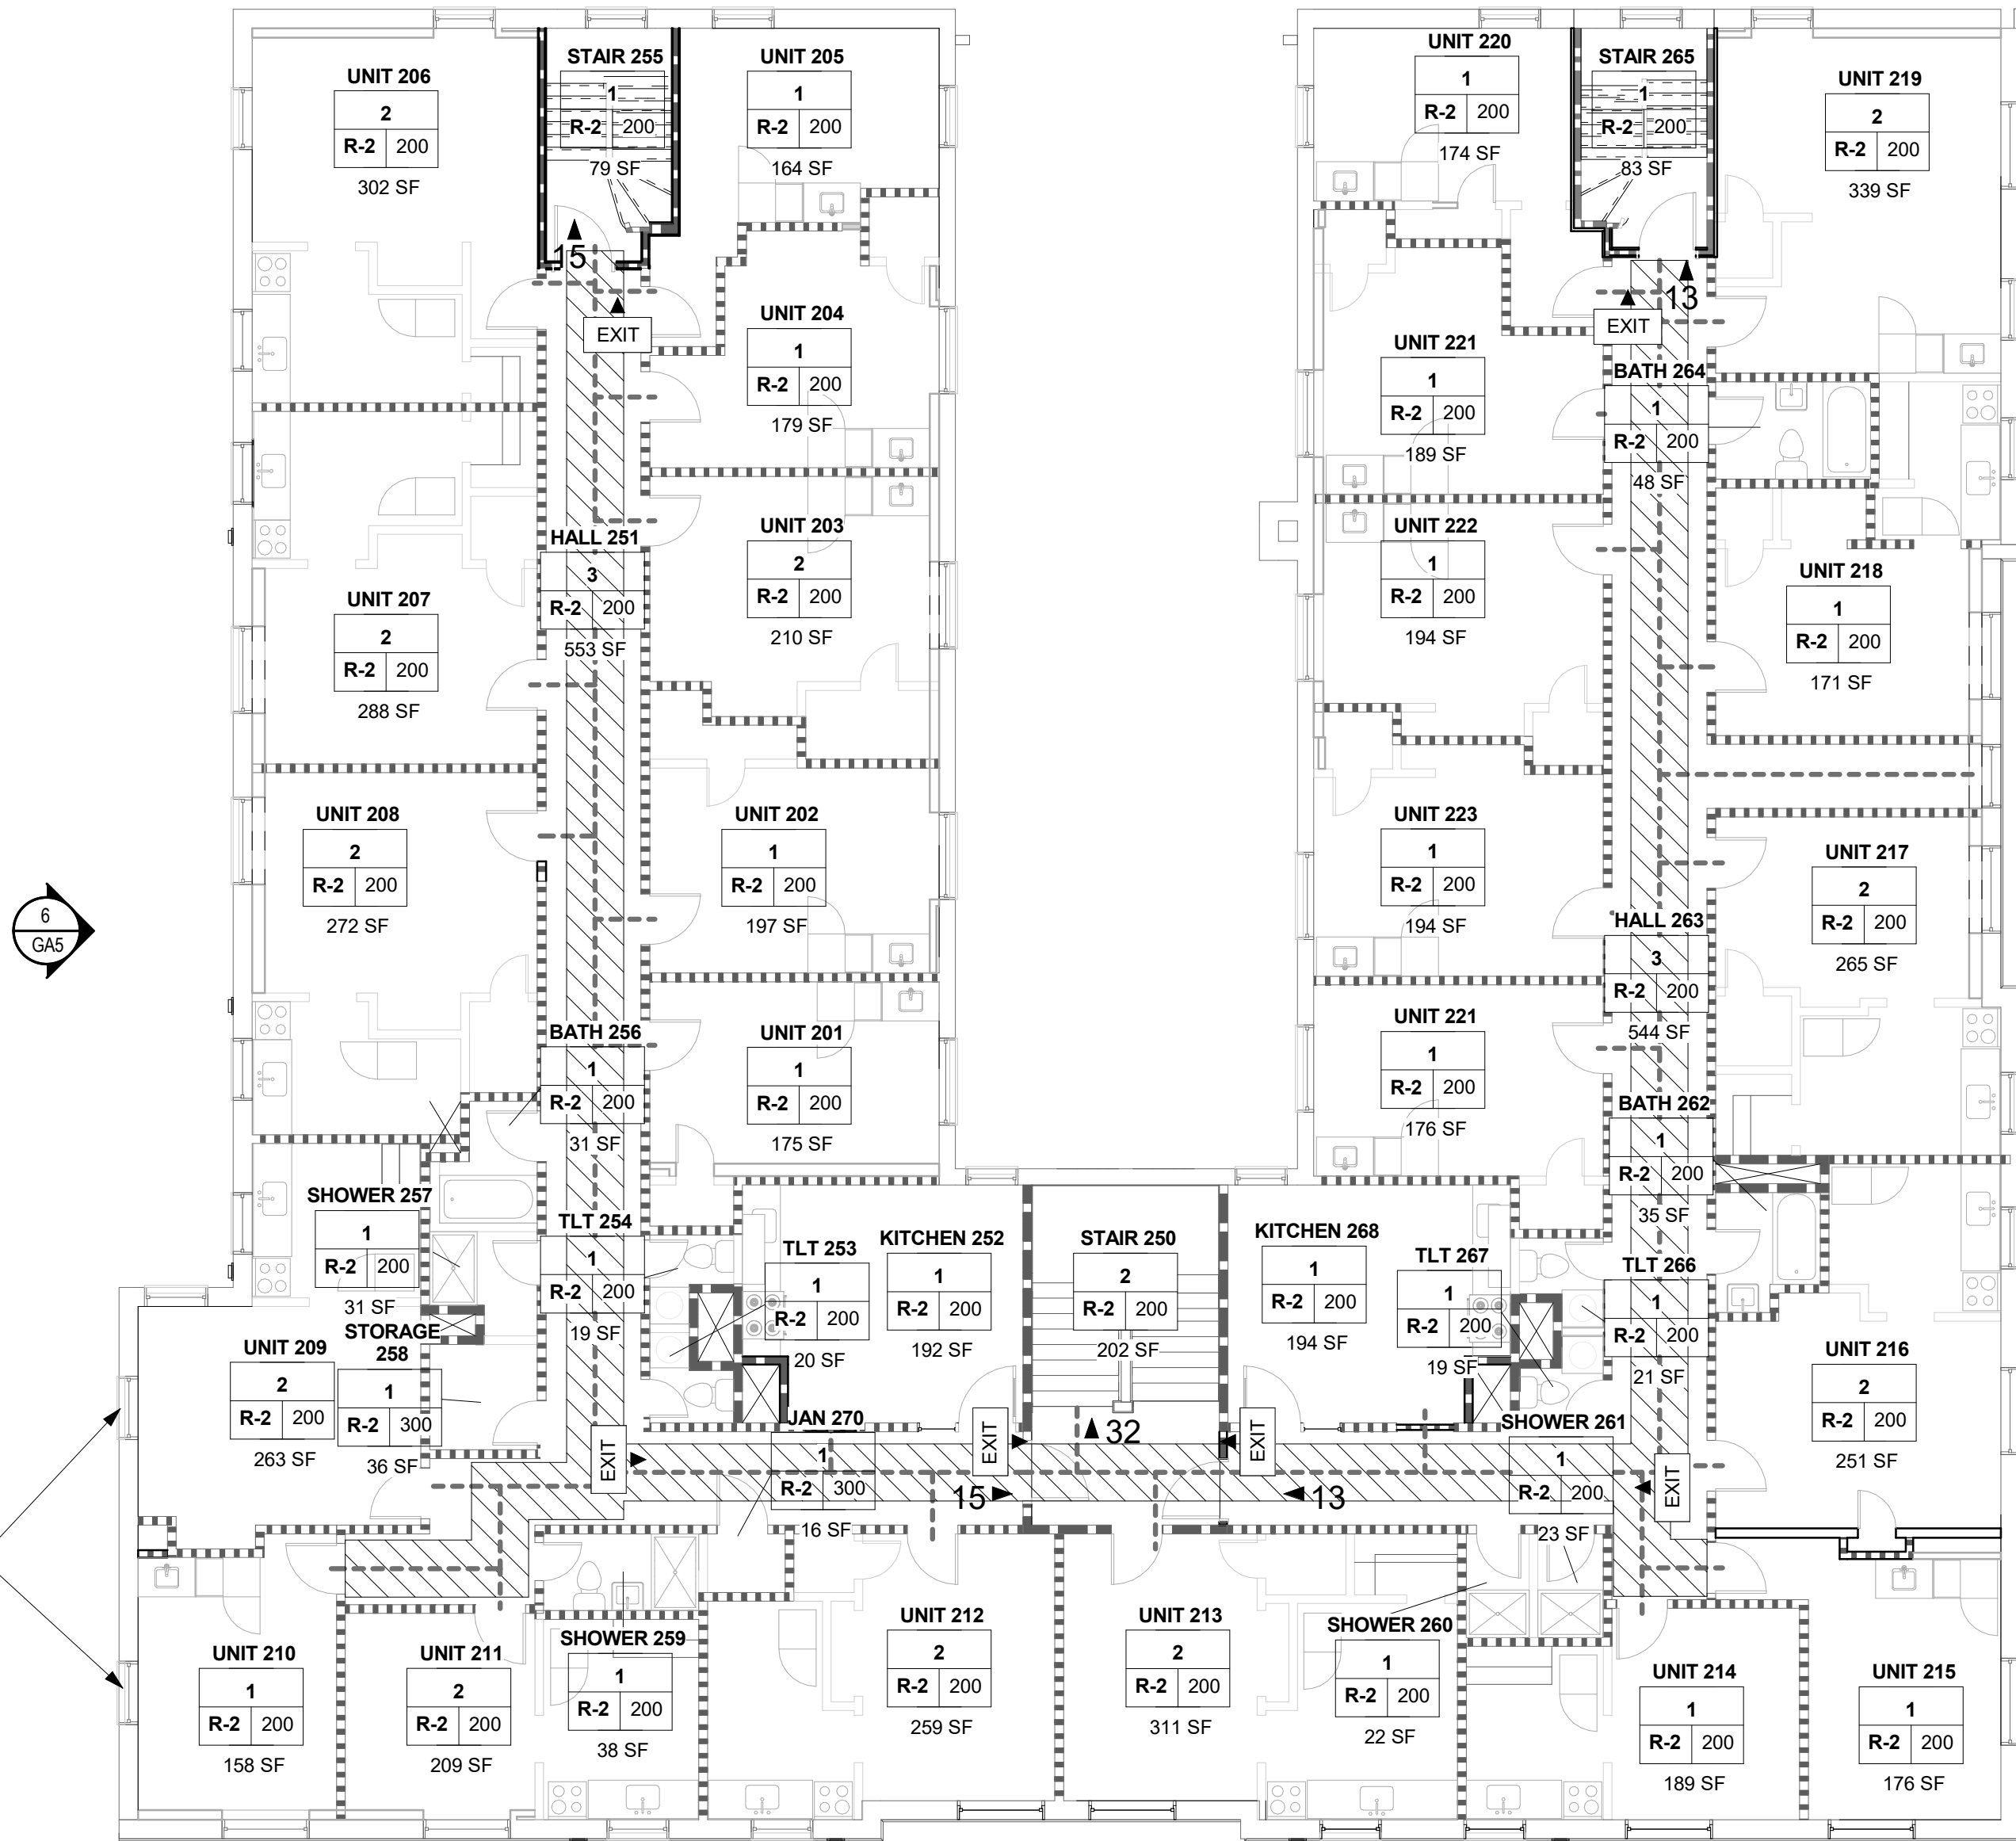 UNIT 206
2
R-2 200
302 SF
STAIR 255
1
R-2 200
79 SF
UNIT 205
1
R-2 200
164 SF
UNIT 220
1
R-2 200
174 SF
STAIR 265
1
R-2 200
83 SF
UNIT 219
2
R-2 200
339 SF
15
EXIT
UNIT 204
1
R-2 200
179 SF
13
EXIT
UNIT 221
1
R-2 200
189 SF
BATH 264
1
R-2 200
48 SF
HALL 251
3
R-2 200
553 SF
UNIT 203
2
R-2 200
210 SF
UNIT 222
1
R-2 200
194 SF
UNIT 218
1
R-2 200
171 SF
UNIT 207
2
R-2 200
288 SF
UNIT 208
2
R-2 200
272 SF
UNIT 202
1
R-2 200
197 SF
UNIT 223
1
R-2 200
194 SF
UNIT 217
2
R-2 200
265 SF
6
GA5
HALL 263
3
R-2 200
544 SF
BATH 256
1
R-2 200
31 SF
UNIT 201
1
R-2 200
175 SF
UNIT 221
1
R-2 200
176 SF
BATH 262
1
R-2 200
35 SF
SHOWER 257
1
R-2 200
31 SF
TLT 254
1
R-2 200
19 SF
TLT 253
1
R-2 200
20 SF
KITCHEN 252
1
R-2 200
192 SF
STAIR 250
2
R-2 200
202 SF
KITCHEN 268
1
R-2 200
194 SF
TLT 267
1
R-2 200
19 SF
TLT 266
1
R-2 200
21 SF
UNIT 209
2
R-2 200
263 SF
STORAGE
258
1
R-2 300
36 SF
UNIT 216
2
R-2 200
251 SF
EXIT
JAN 270
1
R-2 300
16 SF
EXIT
32
EXIT
15
13
SHOWER 261
1
R-2 200
23 SF
EXIT
UNIT 210
1
R-2 200
158 SF
UNIT 211
2
R-2 200
209 SF
SHOWER 259
1
R-2 200
38 SF
UNIT 212
2
R-2 200
259 SF
UNIT 213
2
R-2 200
311 SF
SHOWER 260
1
R-2 200
22 SF
UNIT 214
1
R-2 200
189 SF
UNIT 215
1
R-2 200
176 SF